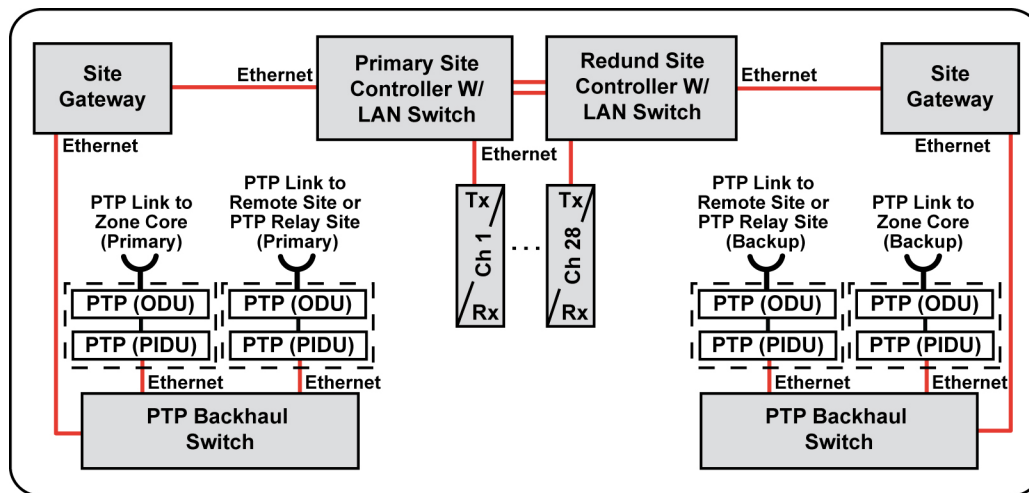 Site
Gateway
Ethernet
Primary Site
Controller W/
LAN Switch
Redund Site
Controller W/
LAN Switch
Ethernet
Site
Gateway
Ethernet
Ethernet
Ethernet
PTP Link to
Zone Core
(Primary)
PTP Link to
Remote Site or
PTP Relay Site
(Primary)
Tx
Ch 1
Rx
...
Tx
Ch 28
Rx
PTP Link to
Remote Site or
PTP Relay Site
(Backup)
PTP Link to
Zone Core
(Backup)
PTP (ODU)
PTP (PIDU)
PTP (ODU)
PTP (PIDU)
PTP (ODU)
PTP (PIDU)
PTP (ODU)
PTP (PIDU)
Ethernet
Ethernet
Ethernet
Ethernet
PTP Backhaul
Switch
PTP Backhaul
Switch